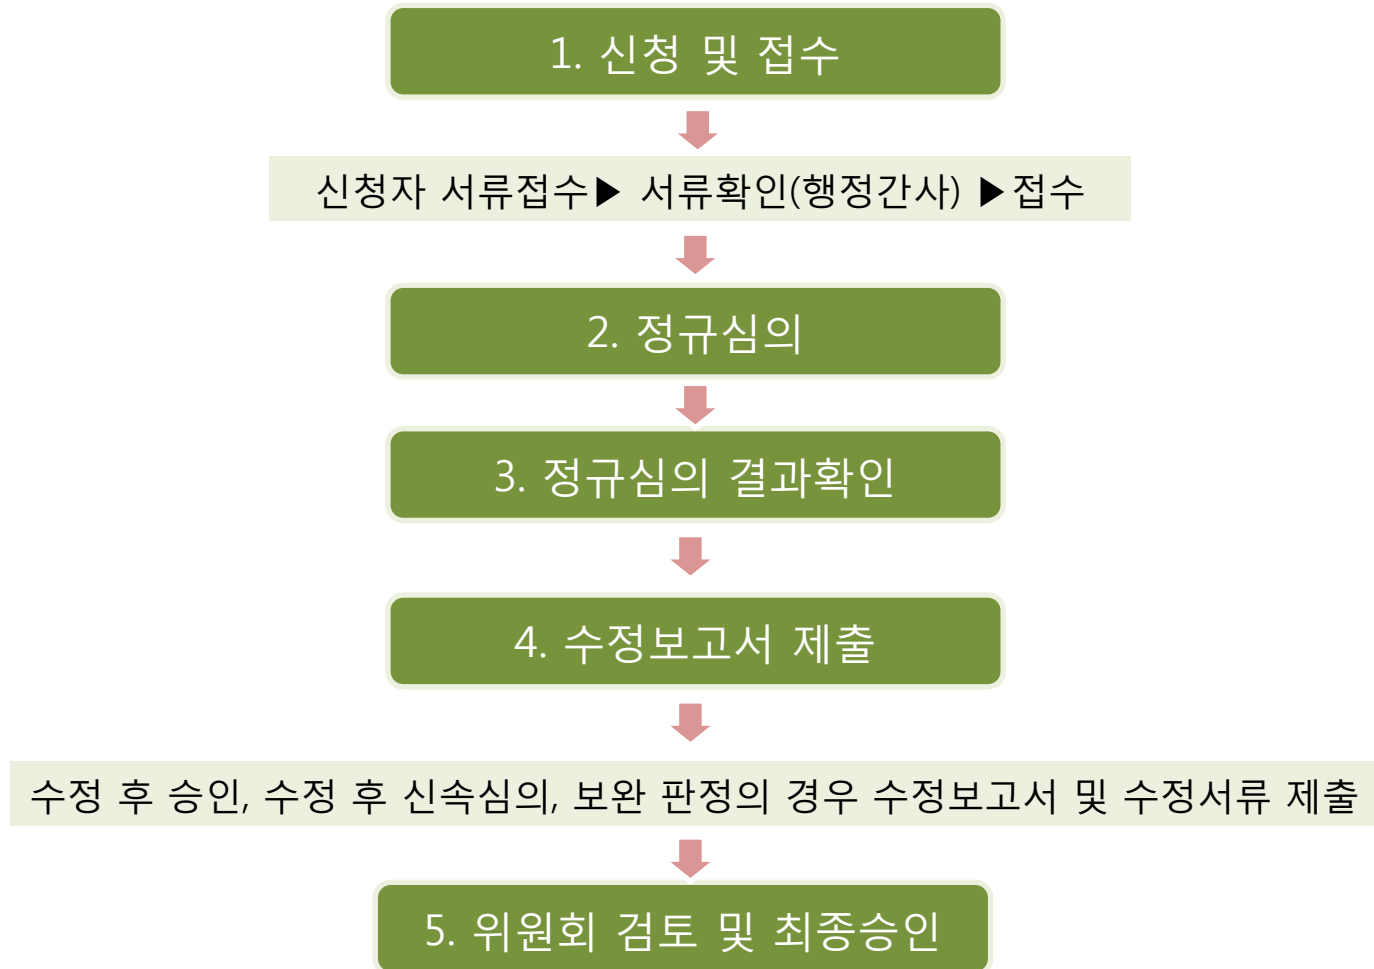 1. 신청 및 접수
신청자 서류접수▶ 서류확인(행정간사) ▶접수
2. 정규심의
3. 정규심의 결과확인
4. 수정보고서 제출
수정 후 승인, 수정 후 신속심의, 보완 판정의 경우 수정보고서 및 수정서류 제출
5. 위원회 검토 및 최종승인